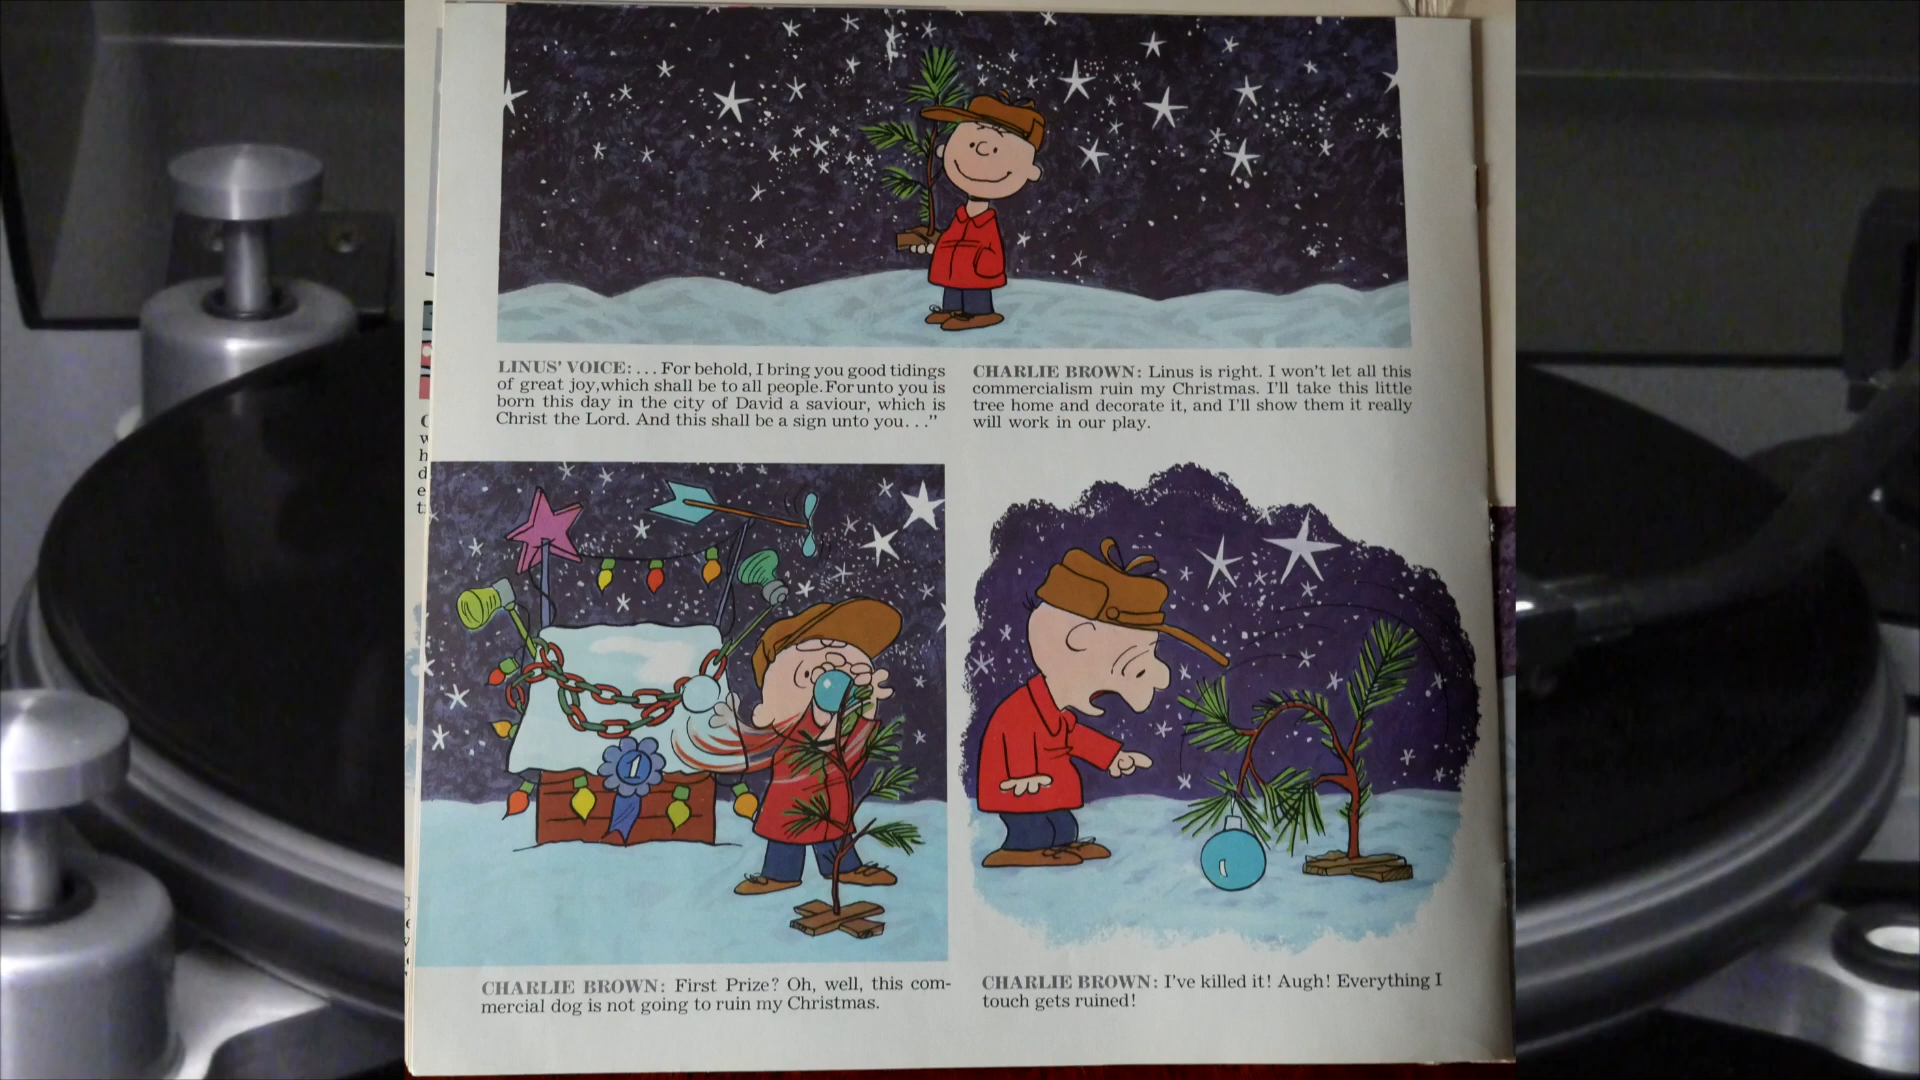 LINUS' VOICE: . . . For behold, I bring you good tidings
of great joy,which shall be to all people.For unto you is
born this day in the city of David a saviour, which is
Christ the Lord. And this shall be a sign unto you. . ."
CHARLIE BROWN: Linus is right. I won't let all this
commercialism ruin my Christmas. I'll take this little
tree home and decorate it, and I'll show them it really
will work in our play.
1
CHARLIE BROWN: First Prize? Oh, well, this com-
mercial dog is not going to ruin my Christmas.
CHARLIE BROWN: I've killed it! Augh! Everything I
touch gets ruined!